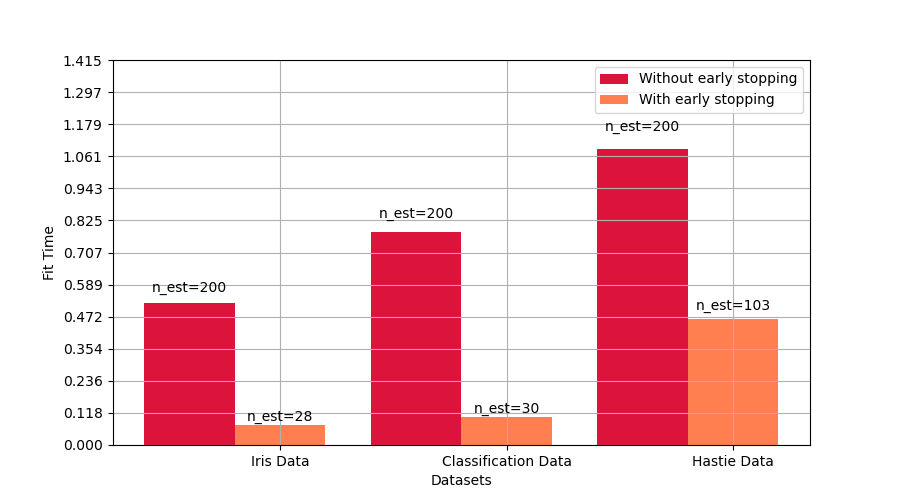 1.415
1.297
1.179
1.061
0.943
0.825
0.707
0.589
0.472
0.354
0.236
0.118
0.000
Fit Time
Without early stopping
With early stopping
n_est=200
n_est=200
n_est=200
n_est=103
n_est=28
n_est=30
Iris Data
Classification Data
Hastie Data
Datasets